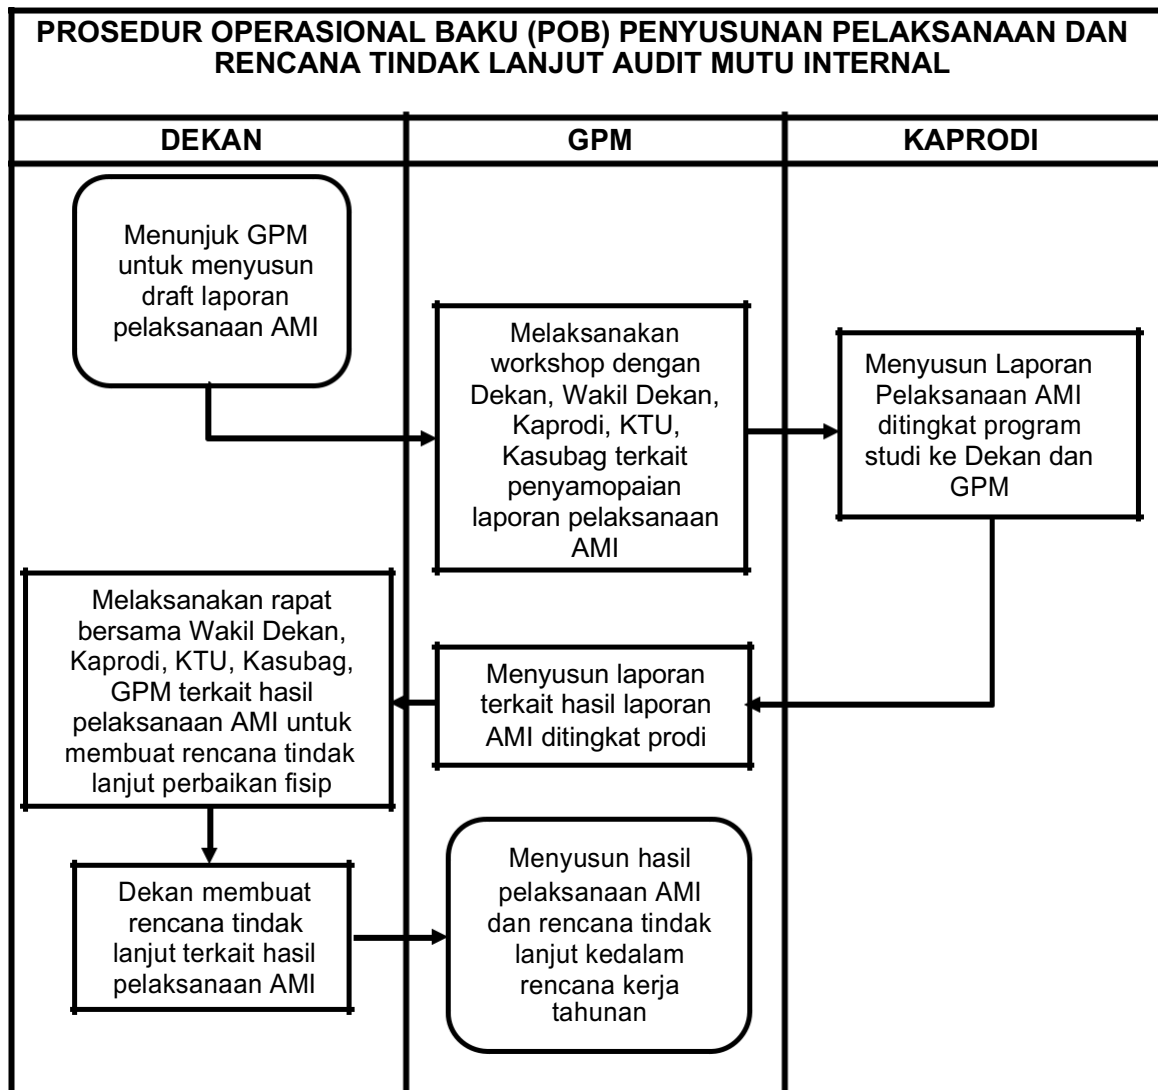 PROSEDUR OPERASIONAL BAKU (POB) PENYUSUNAN PELAKSANAAN DAN
RENCANA TINDAK LANJUT AUDIT MUTU INTERNAL
DEKAN
GPM
KAPRODI
Menunjuk GPM
untuk menyusun
draft laporan
pelaksanaan AMI
Melaksanakan
workshop dengan
Dekan, Wakil Dekan,
Kaprodi, KTU,
Kasubag terkait
penyamopaian
laporan pelaksanaan
AMI
Menyusun Laporan
Pelaksanaan AMI
ditingkat program
studi ke Dekan dan
GPM
Menyusun laporan
terkait hasil laporan
AMI ditingkat prodi
Melaksanakan rapat
bersama Wakil Dekan,
Kaprodi, KTU, Kasubag,
GPM terkait hasil
pelaksanaan AMI untuk
membuat rencana tindak
lanjut perbaikan fisip
Dekan membuat
rencana tindak
lanjut terkait hasil
pelaksanaan AMI
Menyusun hasil
pelaksanaan AMI
dan rencana tindak
lanjut kedalam
rencana kerja
tahunan